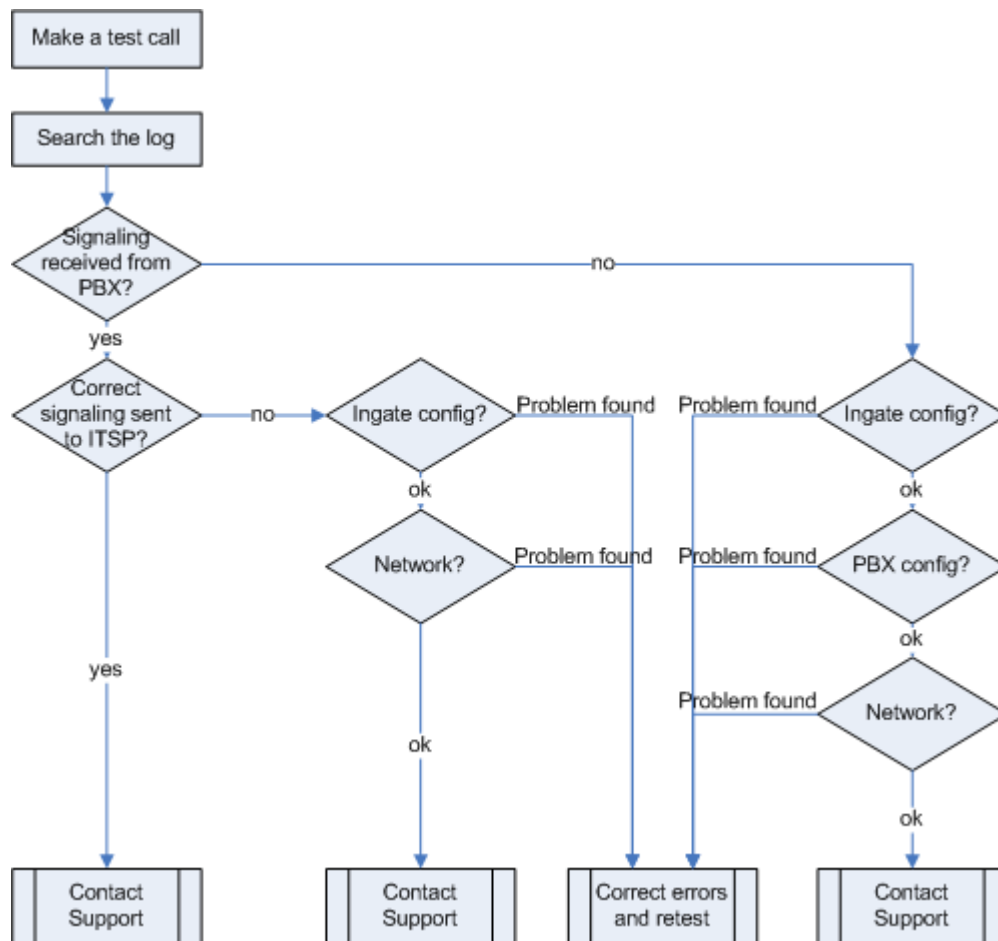 Make a test call
Search the log
Signaling
received from
PBX?
no
yes
Correct
signaling sent
to ITSP?
no
Ingate config?
Problem found
Problem found
Ingate config?
ok
ok
Network?
Problem found
Problem found
PBX config?
ok
yes
Problem found
Network?
ok
ok
Contact
Support
Contact
Support
Correct errors
and retest
Contact
Support